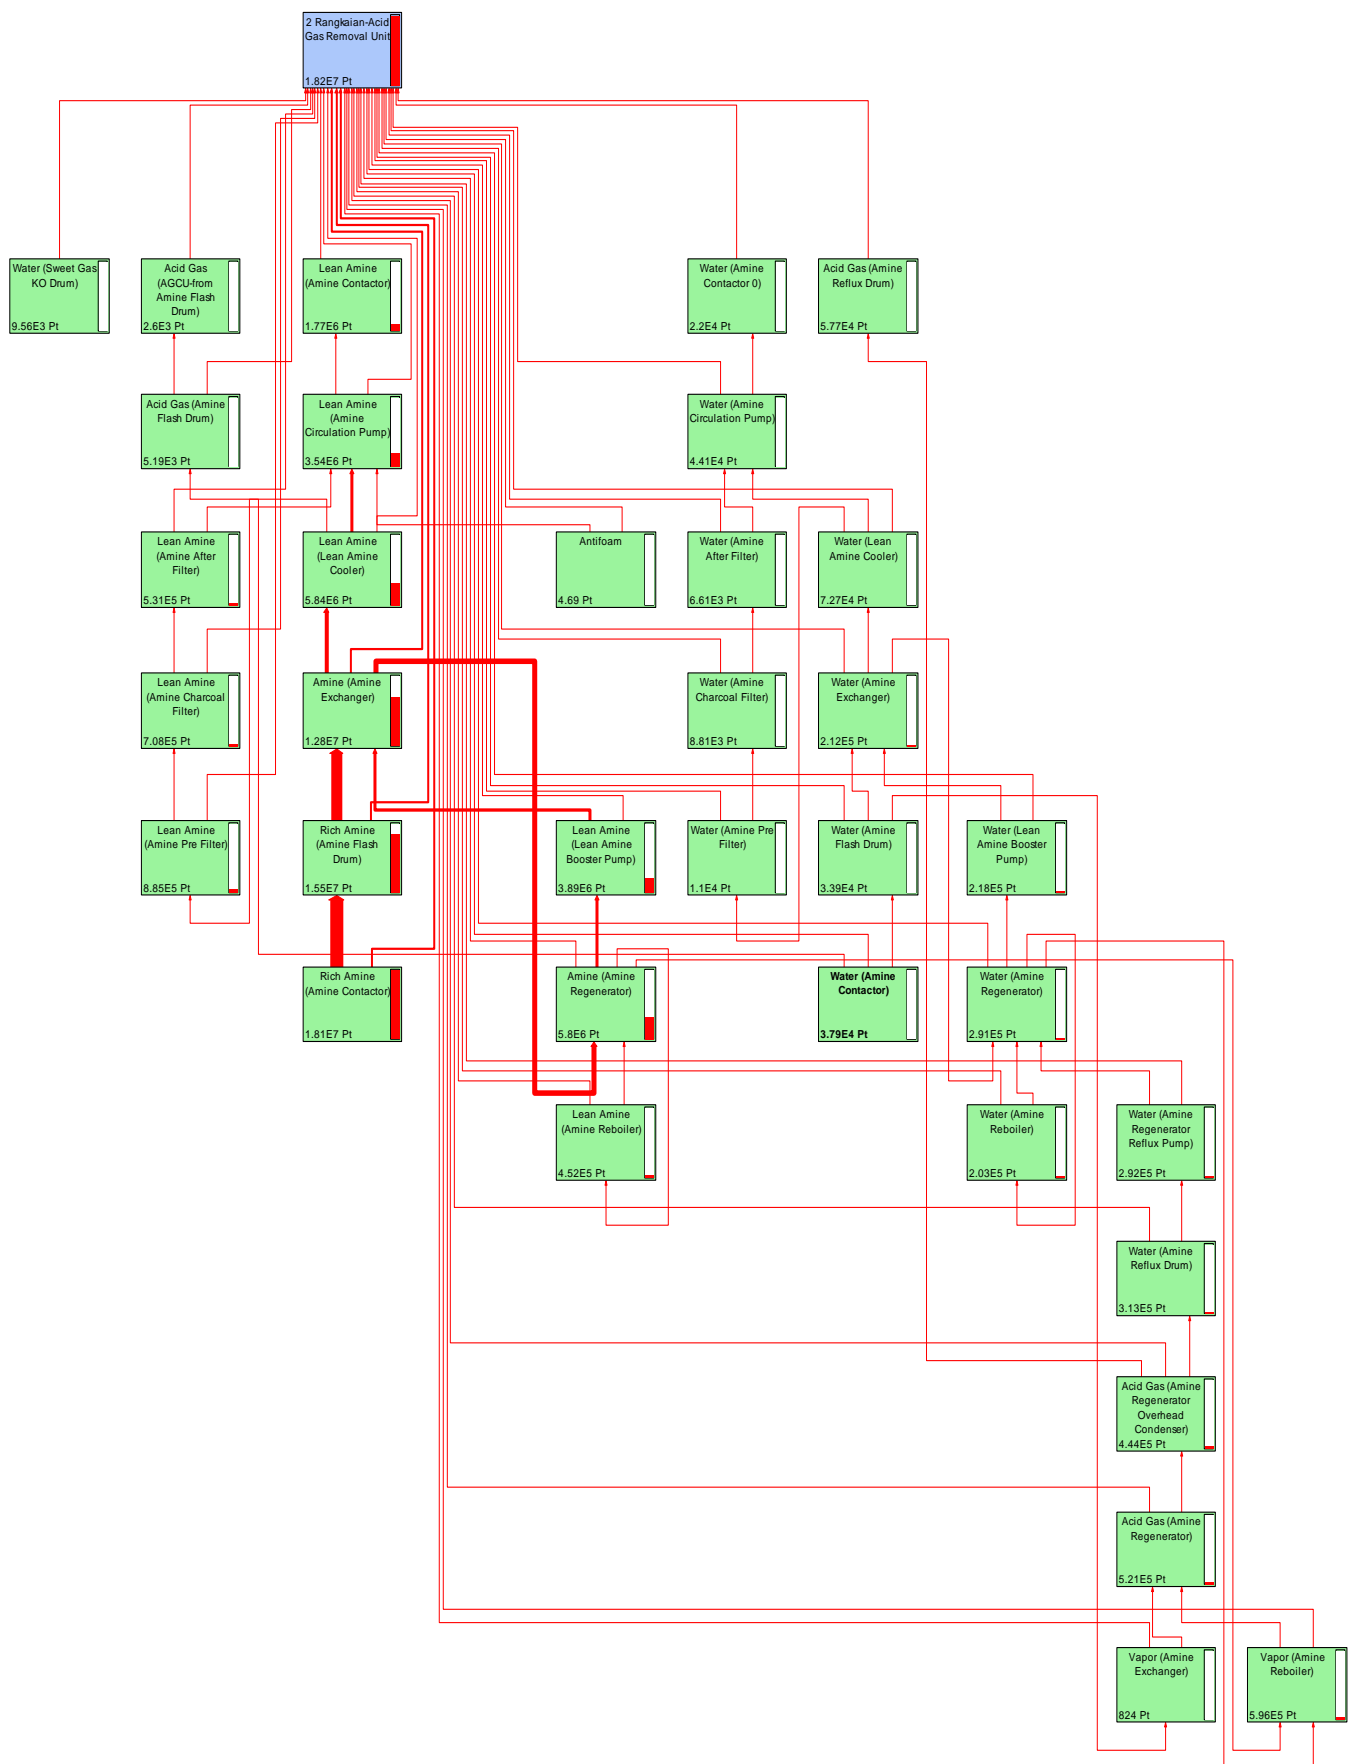 2 Rangkaian-Acid
Gas Removal Unit
1.82E7 Pt
Water (Sweet Gas
KO Drum)
9.56E3 Pt
Acid Gas
(AGCU-from
Amine Flash
Drum)
2.6E3 Pt
Lean Amine
(Amine Contactor)
1.77E6 Pt
Water (Amine
Contactor 0)
2.2E4 Pt
Acid Gas (Amine
Reflux Drum)
5.77E4 Pt
Acid Gas (Amine
Flash Drum)
5.19E3 Pt
Lean Amine
(Amine
Circulation Pump)
3.54E6 Pt
Water (Amine
Circulation Pump)
4.41E4 Pt
Lean Amine
(Amine After
Filter)
5.31E5 Pt
Lean Amine
(Lean Amine
Cooler)
5.84E6 Pt
Antifoam
4.69 Pt
Water (Amine
After Filter)
6.61E3 Pt
Water (Lean
Amine Cooler)
7.27E4 Pt
Lean Amine
(Amine Charcoal
Filter)
7.08E5 Pt
Amine (Amine
Exchanger)
1.28E7 Pt
Water (Amine
Charcoal Filter)
8.81E3 Pt
Water (Amine
Exchanger)
2.12E5 Pt
Lean Amine
(Amine Pre Filter)
8.85E5 Pt
Rich Amine
(Amine Flash
Drum)
1.55E7 Pt
Lean Amine
(Lean Amine
Booster Pump)
3.89E6 Pt
Water (Amine Pre
Filter)
1.1E4 Pt
Water (Amine
Flash Drum)
3.39E4 Pt
Water (Lean
Amine Booster
Pump)
2.18E5 Pt
Rich Amine
(Amine Contactor)
1.81E7 Pt
Amine (Amine
Regenerator)
5.8E6 Pt
Water (Amine
Contactor)
3.79E4 Pt
Water (Amine
Regenerator)
2.91E5 Pt
Lean Amine
(Amine Reboiler)
4.52E5 Pt
Water (Amine
Reboiler)
2.03E5 Pt
Water (Amine
Regenerator
Reflux Pump)
2.92E5 Pt
Water (Amine
Reflux Drum)
3.13E5 Pt
Acid Gas (Amine
Regenerator
Overhead
Condenser)
4.44E5 Pt
Acid Gas (Amine
Regenerator)
5.21E5 Pt
Vapor (Amine
Exchanger)
824 Pt
Vapor (Amine
Reboiler)
5.96E5 Pt